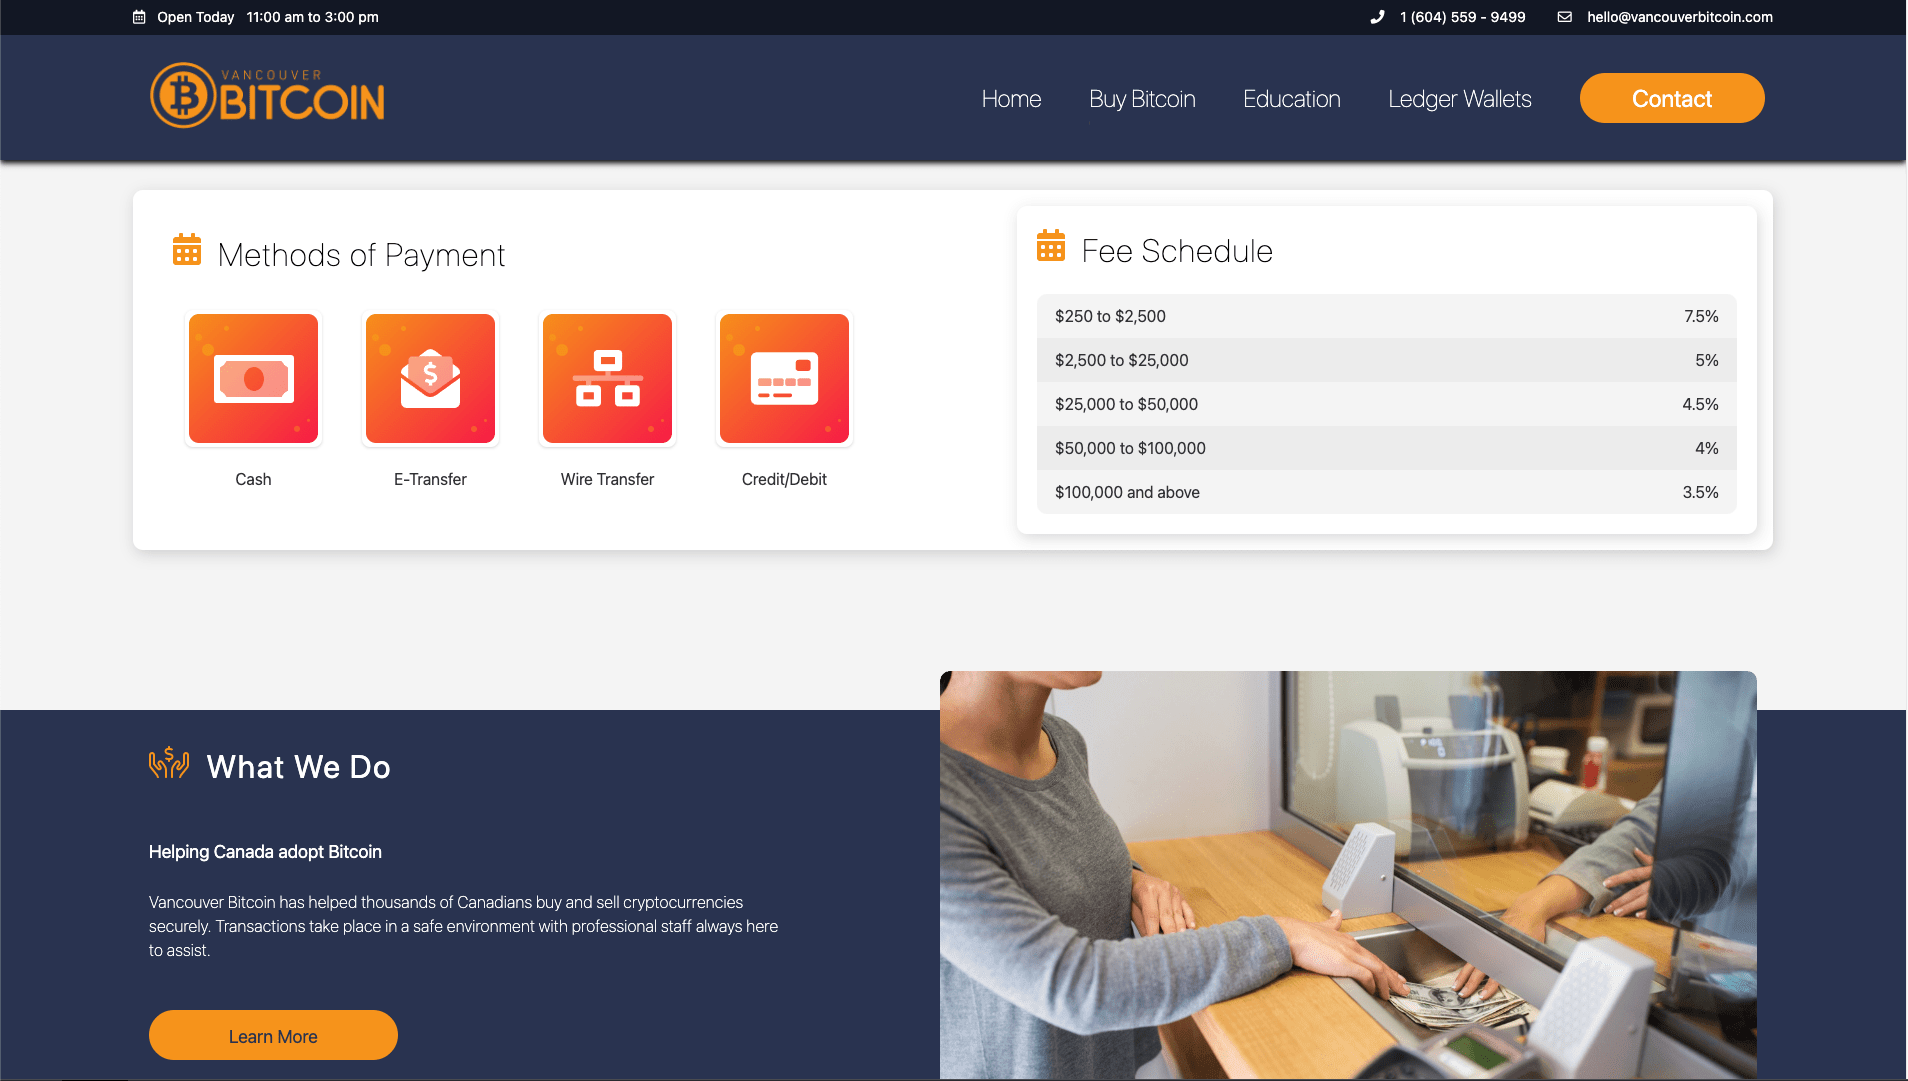 Open Today 11:00 am to 3:00 pm
1 (604) 559 - 9499
hello@vancouverbitcoin.com
VANCOUVER
BITCOIN
Home
Buy Bitcoin
Education
Ledger Wallets
Contact
Methods of Payment
Cash
E-Transfer
Wire Transfer
Credit/Debit
Fee Schedule
$250 to $2,500 7.5%
$2,500 to $25,000 5%
$25,000 to $50,000 4.5%
$50,000 to $100,000 4%
$100,000 and above 3.5%
What We Do
Helping Canada adopt Bitcoin
Vancouver Bitcoin has helped thousands of Canadians buy and sell cryptocurrencies
securely. Transactions take place in a safe environment with professional staff always here
to assist.
Learn More